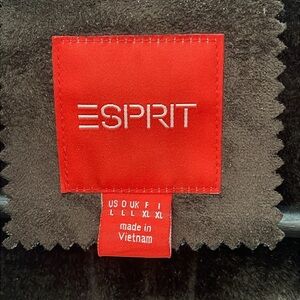 ESPRIT
US D UK F I
L L L XL XL
made in
Vietnam